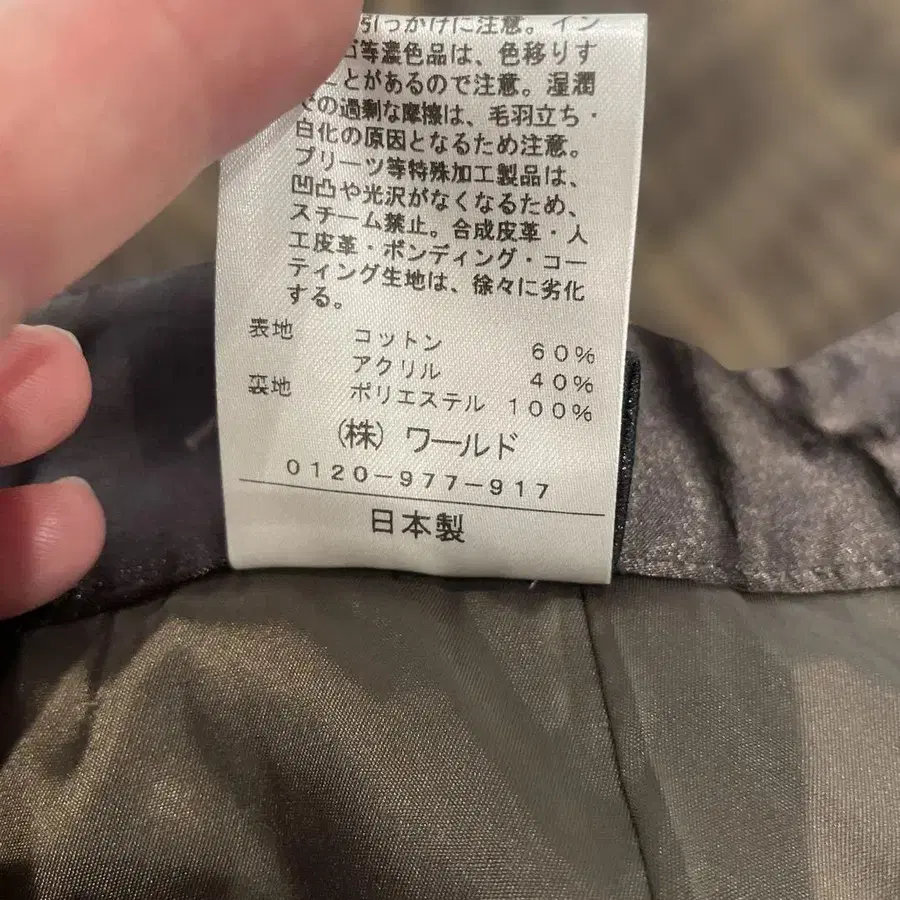 引っかけに注意。イン
ゴ等濃色品は、色移りす
ことがあるので注意。湿潤
での過剰な摩擦は、毛羽立ち・
白化の原因となるため注意。
プリーツ等特殊加工製品は、
凹凸や光沢がなくなるため、
スチーム禁止。合成皮革・人
工皮革・ボンディング・コー
ティング生地は、徐々に劣化
する。
表地 コットン 60%
アクリル 40%
裏地 ポリエステル 100%
(株)ワールド
0120-977-917
日本製